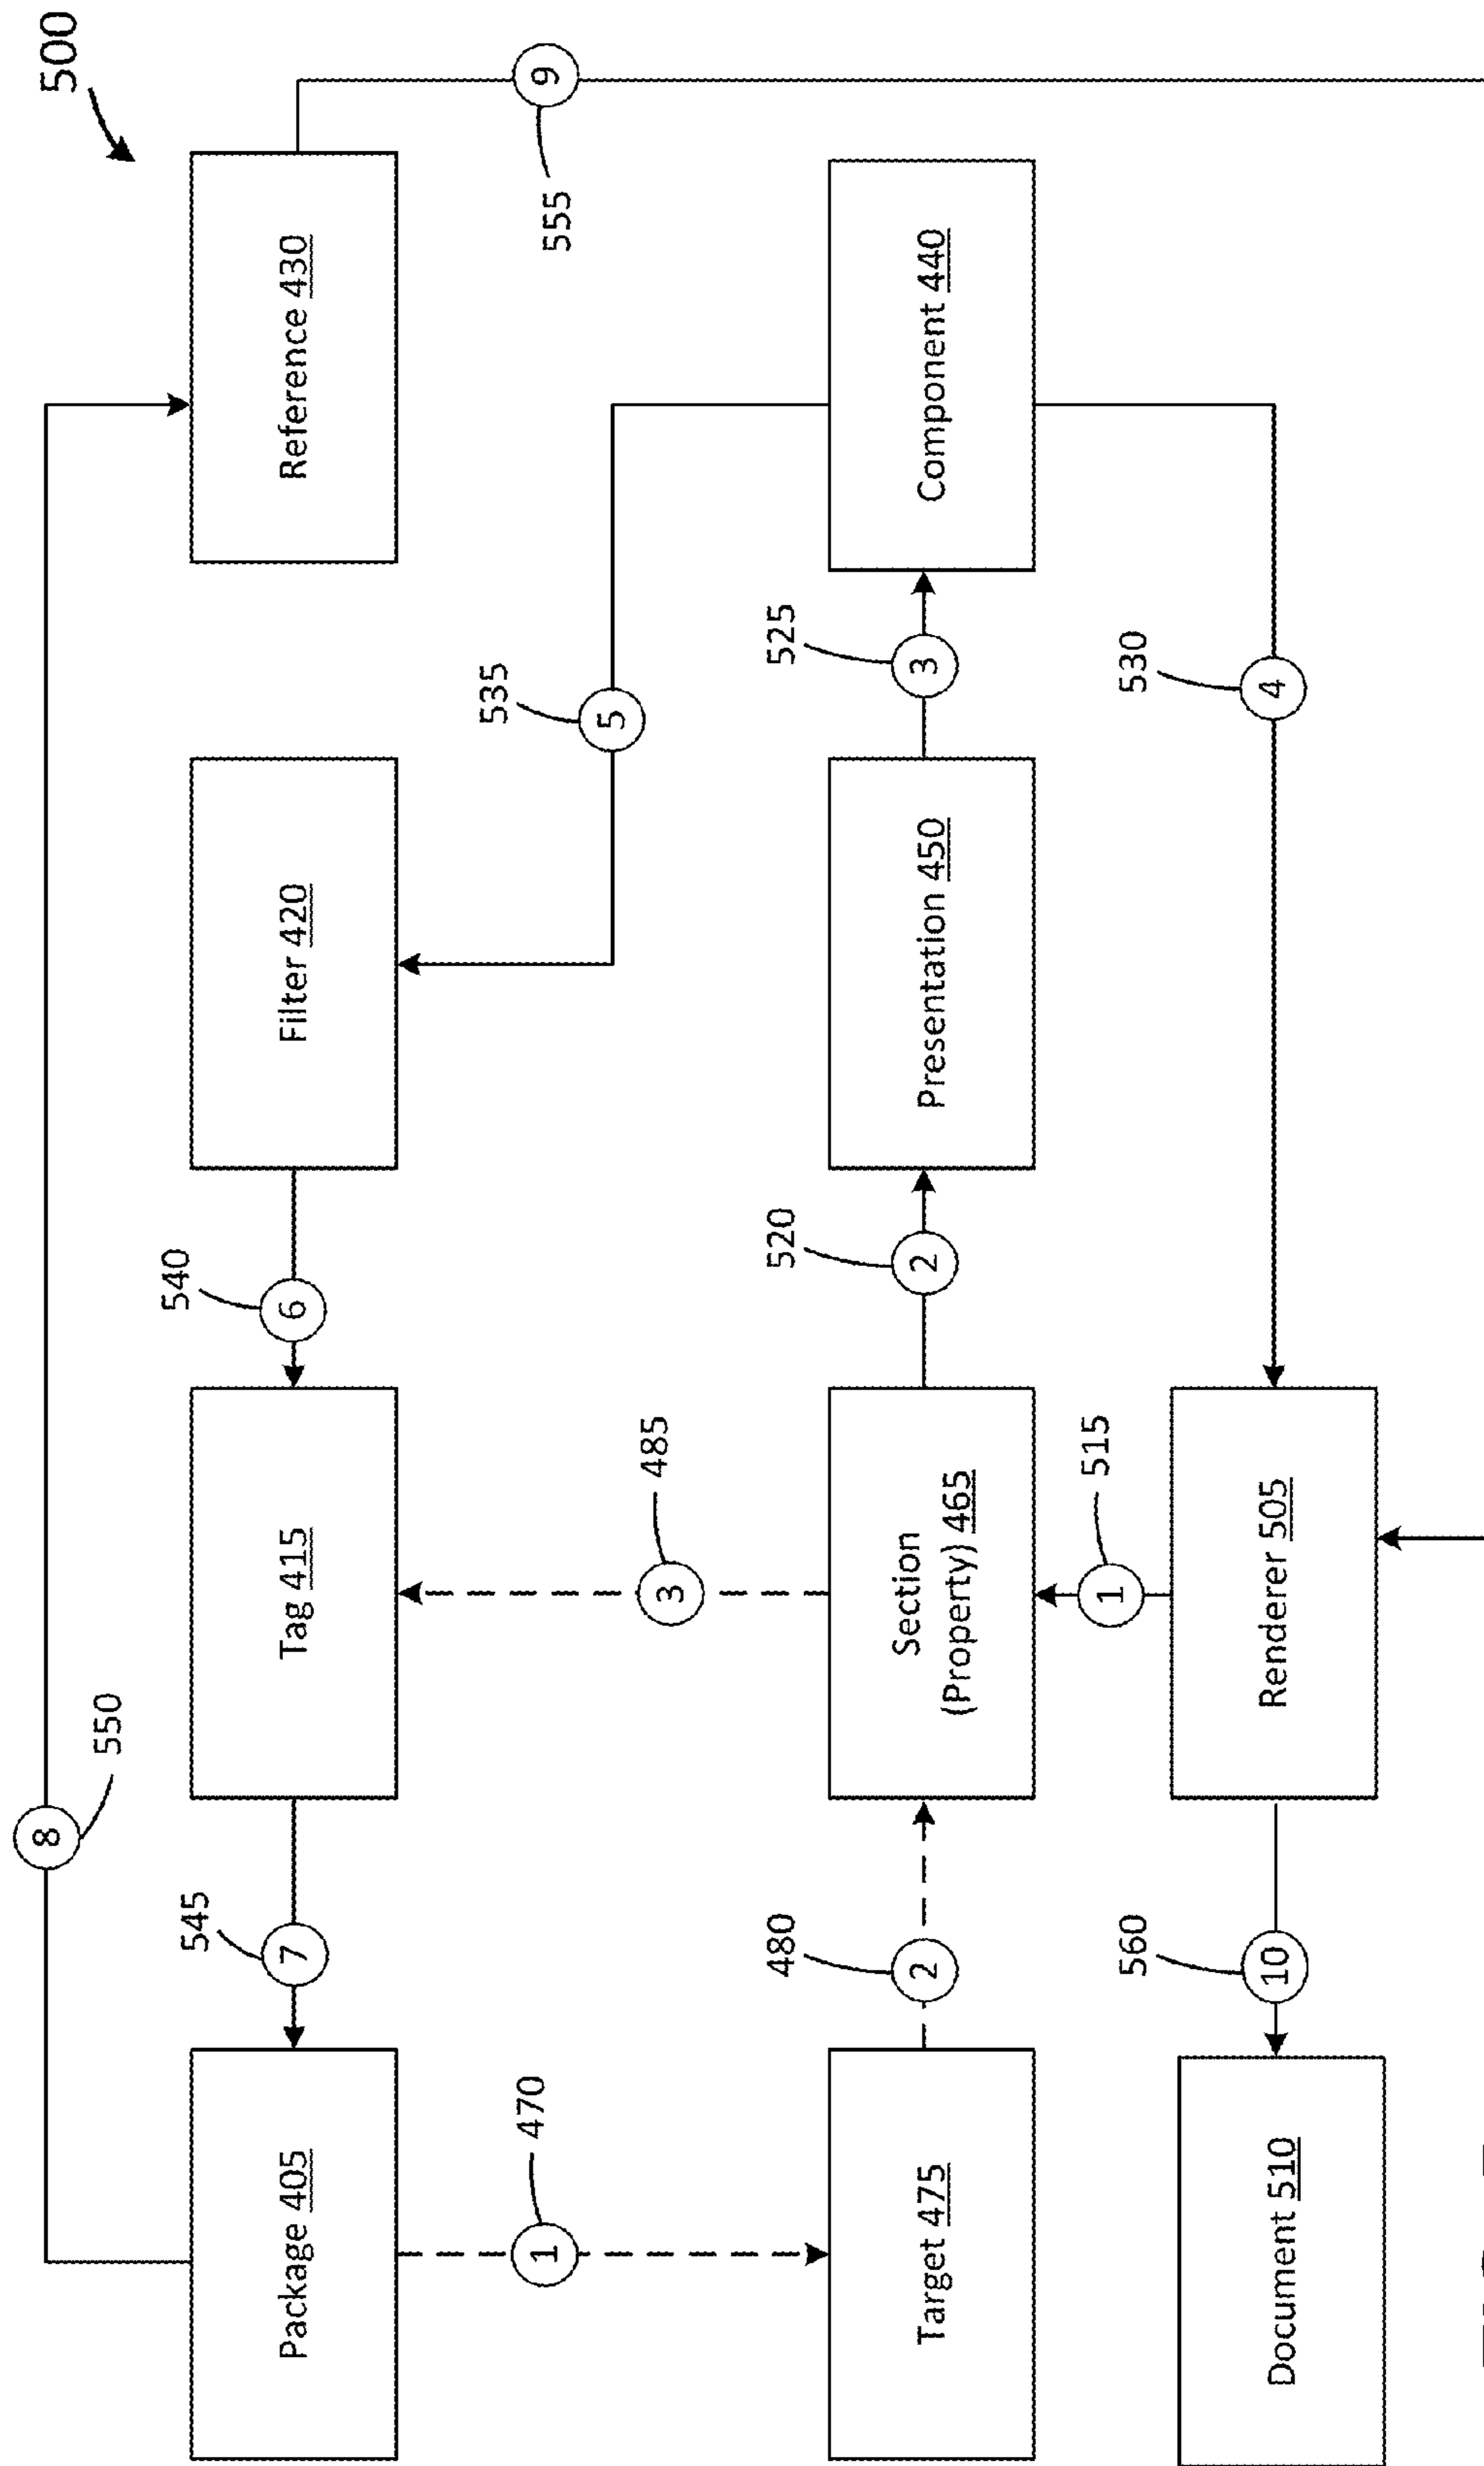 500
8
550
545
540
Package 405
7
Tag 415
6
Filter 420
Reference 430
470
1
485
3
535
5
9
555
480
520
525
Target 475
2
Section
(Property) 465
2
Presentation 450
3
Component 440
515
1
560
530
Document 510
10
Renderer 505
4